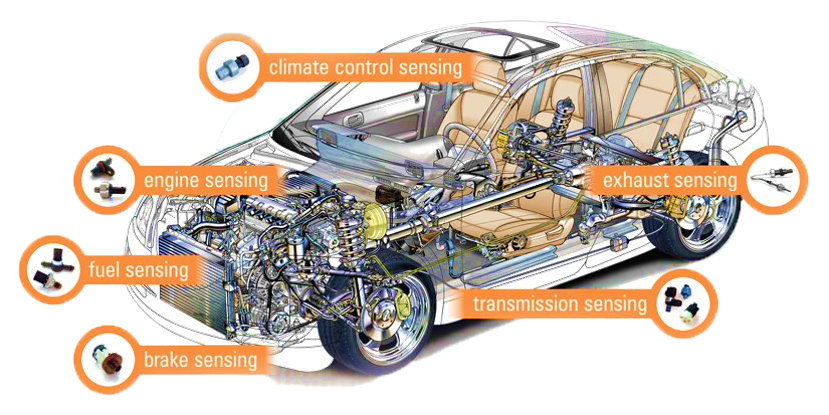 climate control sensing
engine sensing
exhaust sensing
fuel sensing
transmission sensing
brake sensing